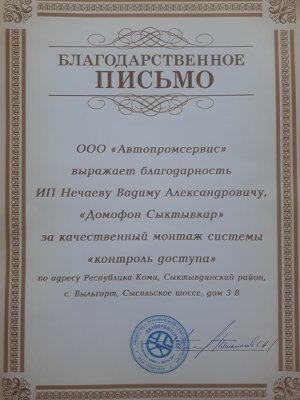 БЛАГОДАРСТВЕННОЕ
ПИСЬМО
ООО «Автопромсервис»
выражает благодарность
ИП Нечаеву Вадиму Александровичу,
«Домофон Сыктывкар»
за качественный монтаж системы
«контроль доступа»
по адресу Республика Коми, Сыктывдинский район,
с. Выльгорт, Сысольское шоссе, дом 3 В